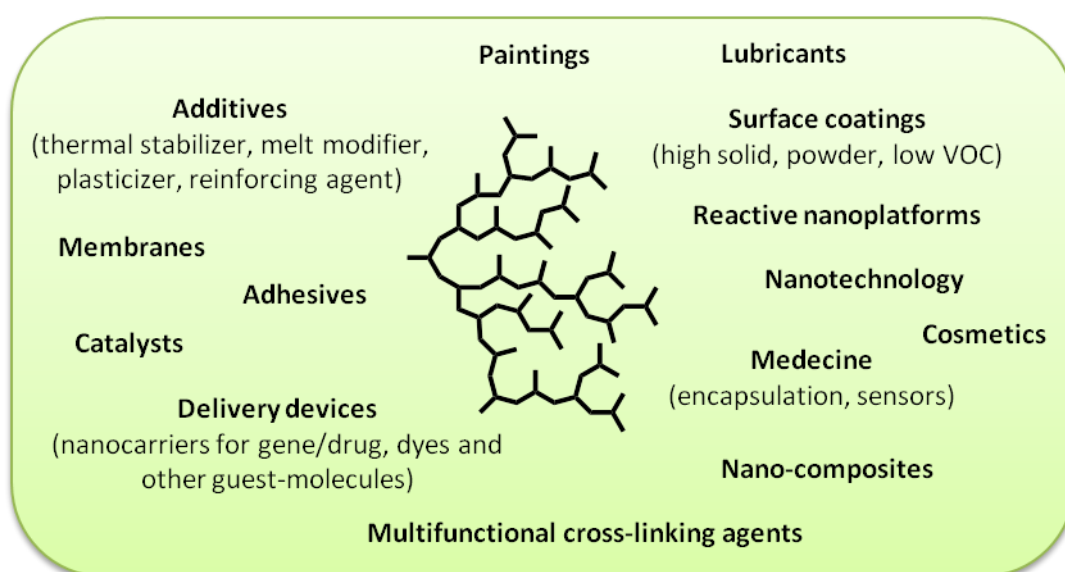 Paintings
Lubricants
Additives
(thermal stabilizer, melt modifier,
plasticizer, reinforcing agent)
Surface coatings
(high solid, powder, low VOC)
Reactive nanoplatforms
Membranes
Adhesives
Nanotechnology
Cosmetics
Catalysts
Medecine
(encapsulation, sensors)
Delivery devices
(nanocarriers for gene/drug, dyes and
other guest-molecules)
Nano-composites
Multifunctional cross-linking agents